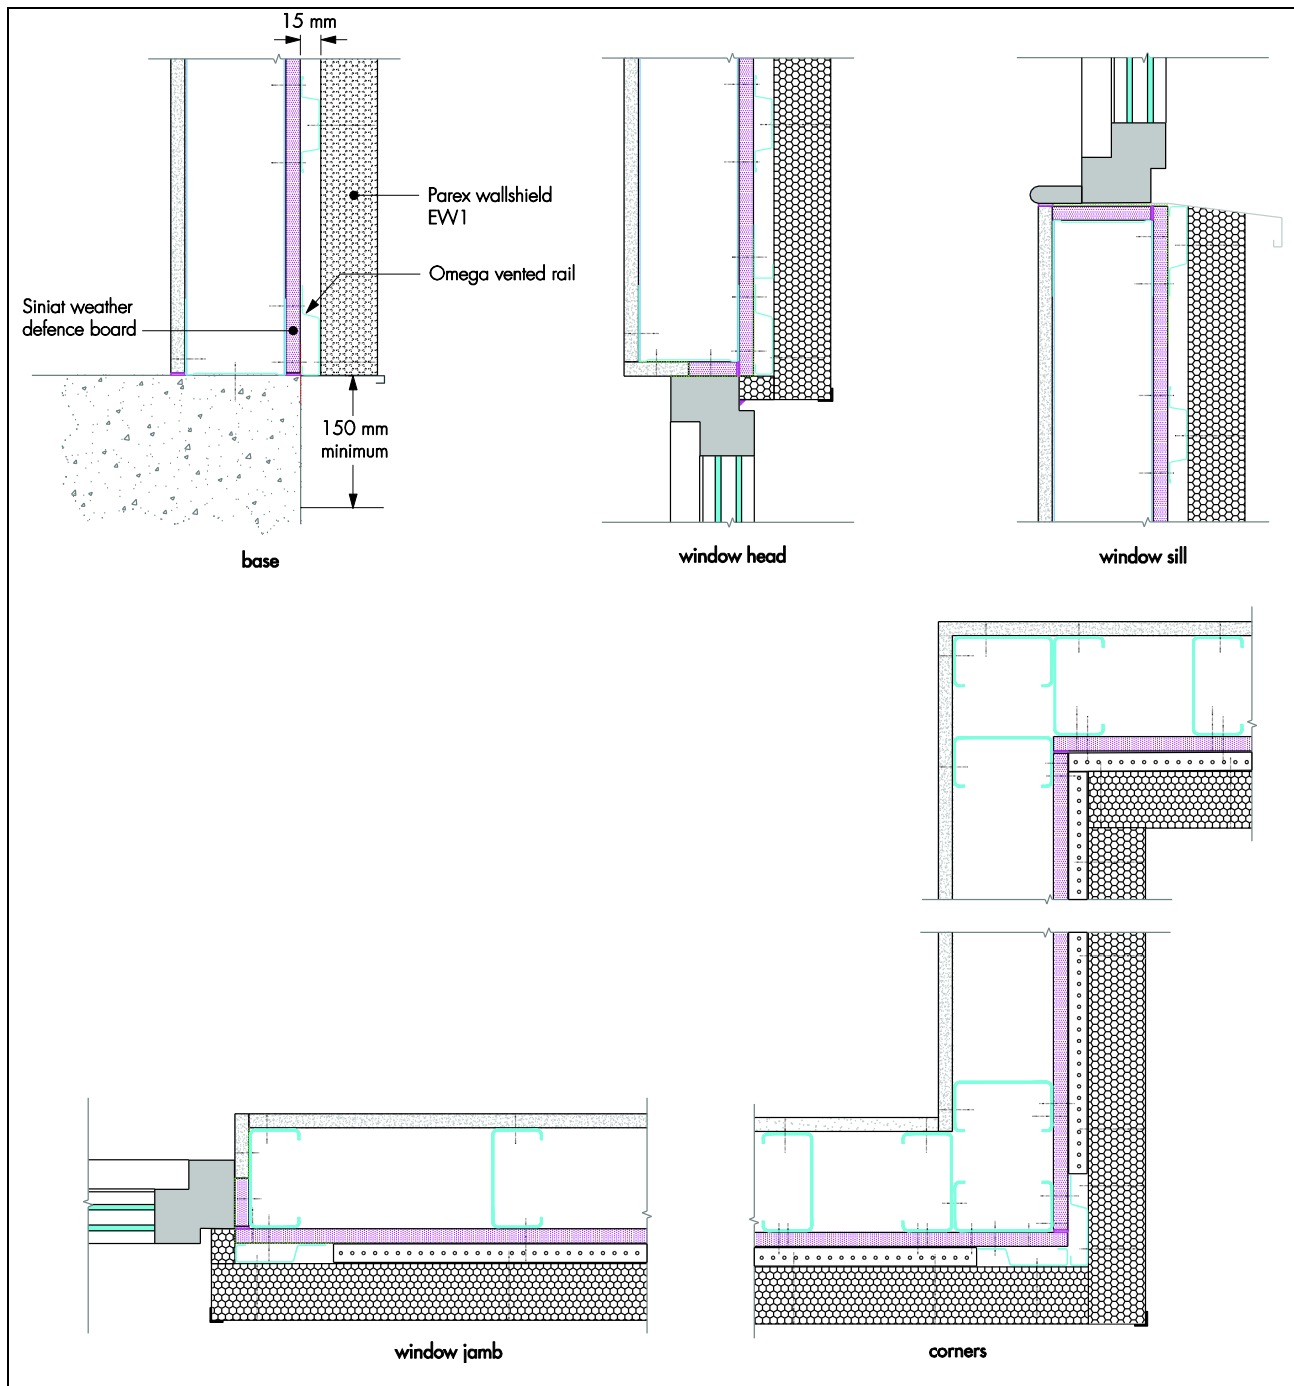 15 mm
Parex wallshield
EW1
Omega vented rail
Siniat weather
defence board
150 mm
minimum
base
window head
window sill
window jamb
corners